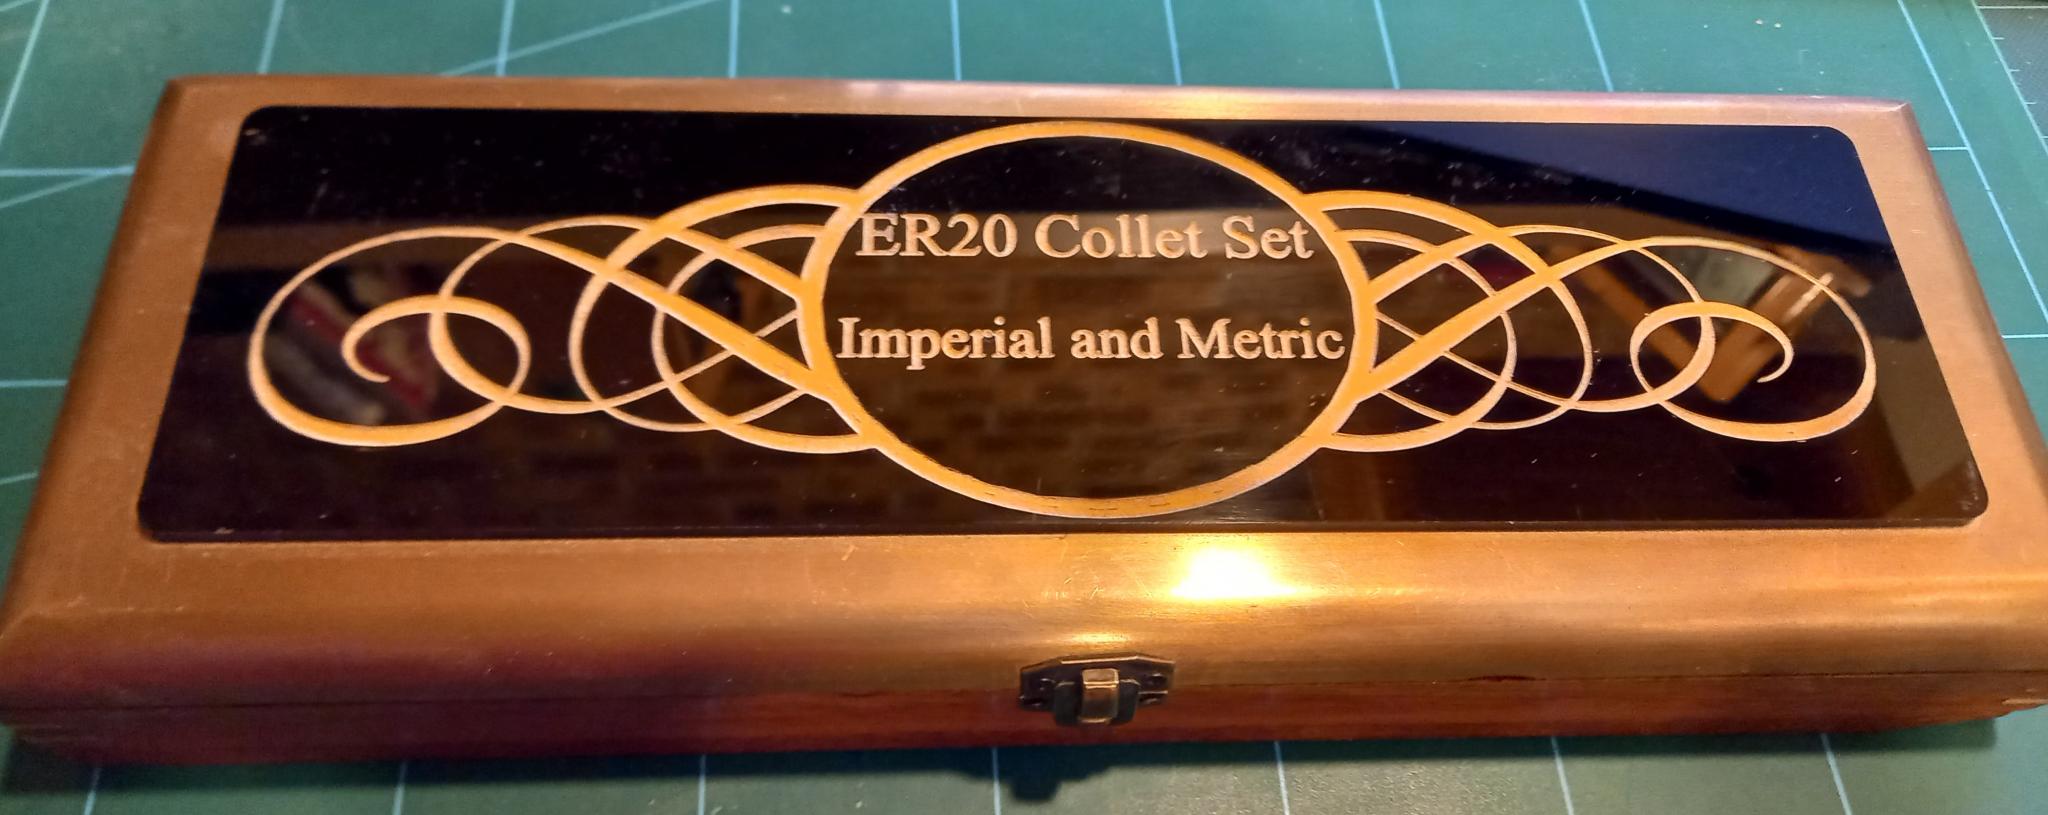 ER20 Collet Set
Imperial and Metric